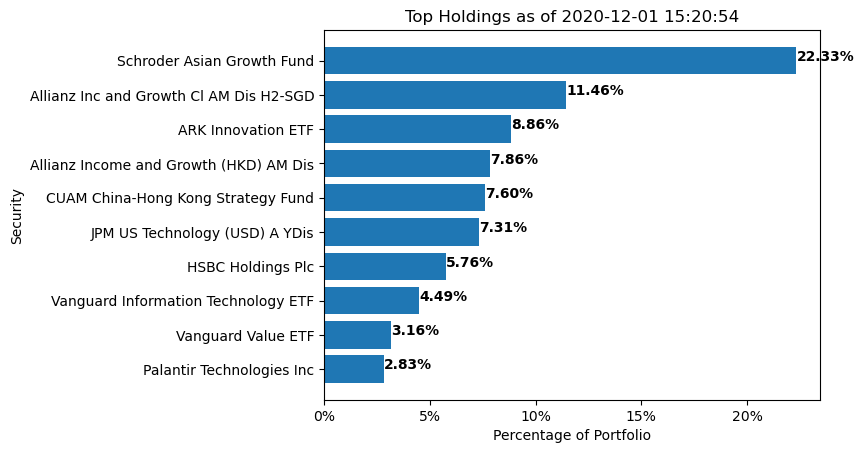 Top Holdings as of 2020-12-01 15:20:54
Schroder Asian Growth Fund 22.33%
Allianz Inc and Growth Cl AM Dis H2-SGD 11.46%
ARK Innovation ETF 8.86%
Allianz Income and Growth (HKD) AM Dis 7.86%
CUAM China-Hong Kong Strategy Fund 7.60%
JPM US Technology (USD) A YDis 7.31%
HSBC Holdings Plc 5.76%
Vanguard Information Technology ETF 4.49%
Vanguard Value ETF 3.16%
Palantir Technologies Inc 2.83%
Security
0% 5% 10% 15% 20%
Percentage of Portfolio